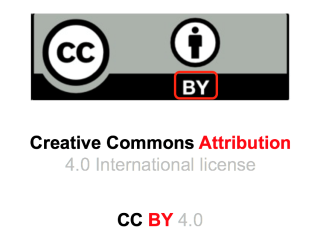 CC
BY
Creative Commons Attribution
4.0 International license
CC BY 4.0